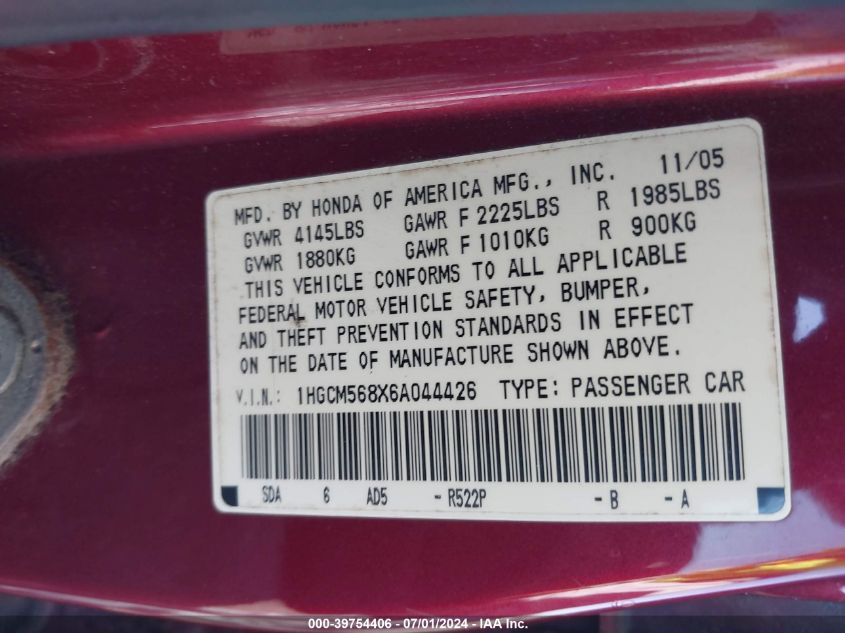 MFD. BY HONDA OF AMERICA MFG., INC. 11/05
GVWR 4145LBS GAWR F 2225LBS R 1985LBS
GVWR 1880KG GAWR F 1010KG R 900KG
THIS VEHICLE CONFORMS TO ALL APPLICABLE
FEDERAL MOTOR VEHICLE SAFETY, BUMPER,
AND THEFT PREVENTION STANDARDS IN EFFECT
ON THE DATE OF MANUFACTURE SHOWN ABOVE.
V.I.N.: 1HGCM568X6A044426 TYPE: PASSENGER CAR
SDA 6 AD5 - R522P - B - A
000-39754406 - 07/01/2024 - IAA Inc.